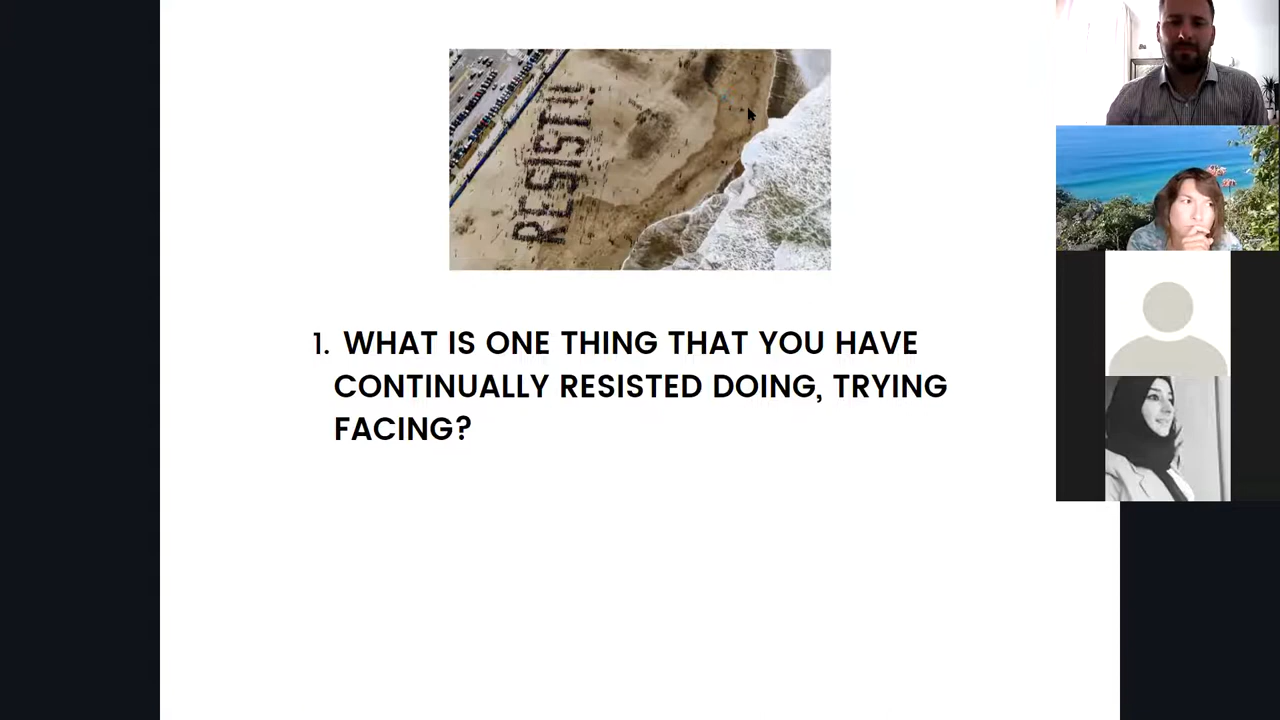 RESIST!!
1. WHAT IS ONE THING THAT YOU HAVE
CONTINUALLY RESISTED DOING, TRYING
FACING?